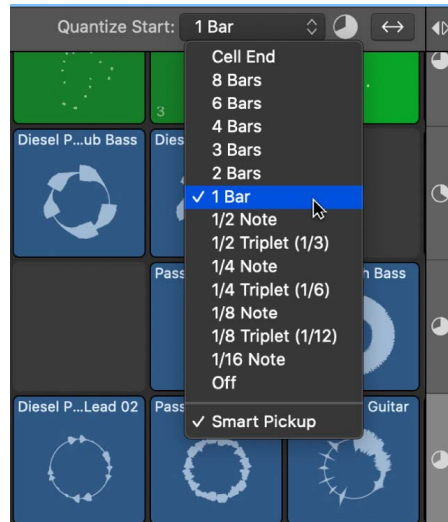 Quantize Start: 1 Bar
Cell End
8 Bars
6 Bars
4 Bars
3 Bars
3
Diesel P...ub Bass Dies
2 Bars
✓ 1 Bar
1/2 Note
1/2 Triplet (1/3)
1/4 Note
Pass n Bass
1/4 Triplet (1/6)
1/8 Note
1/8 Triplet (1/12)
1/16 Note
Off
Diesel P...Lead 02 Pass Guitar
✓ Smart Pickup